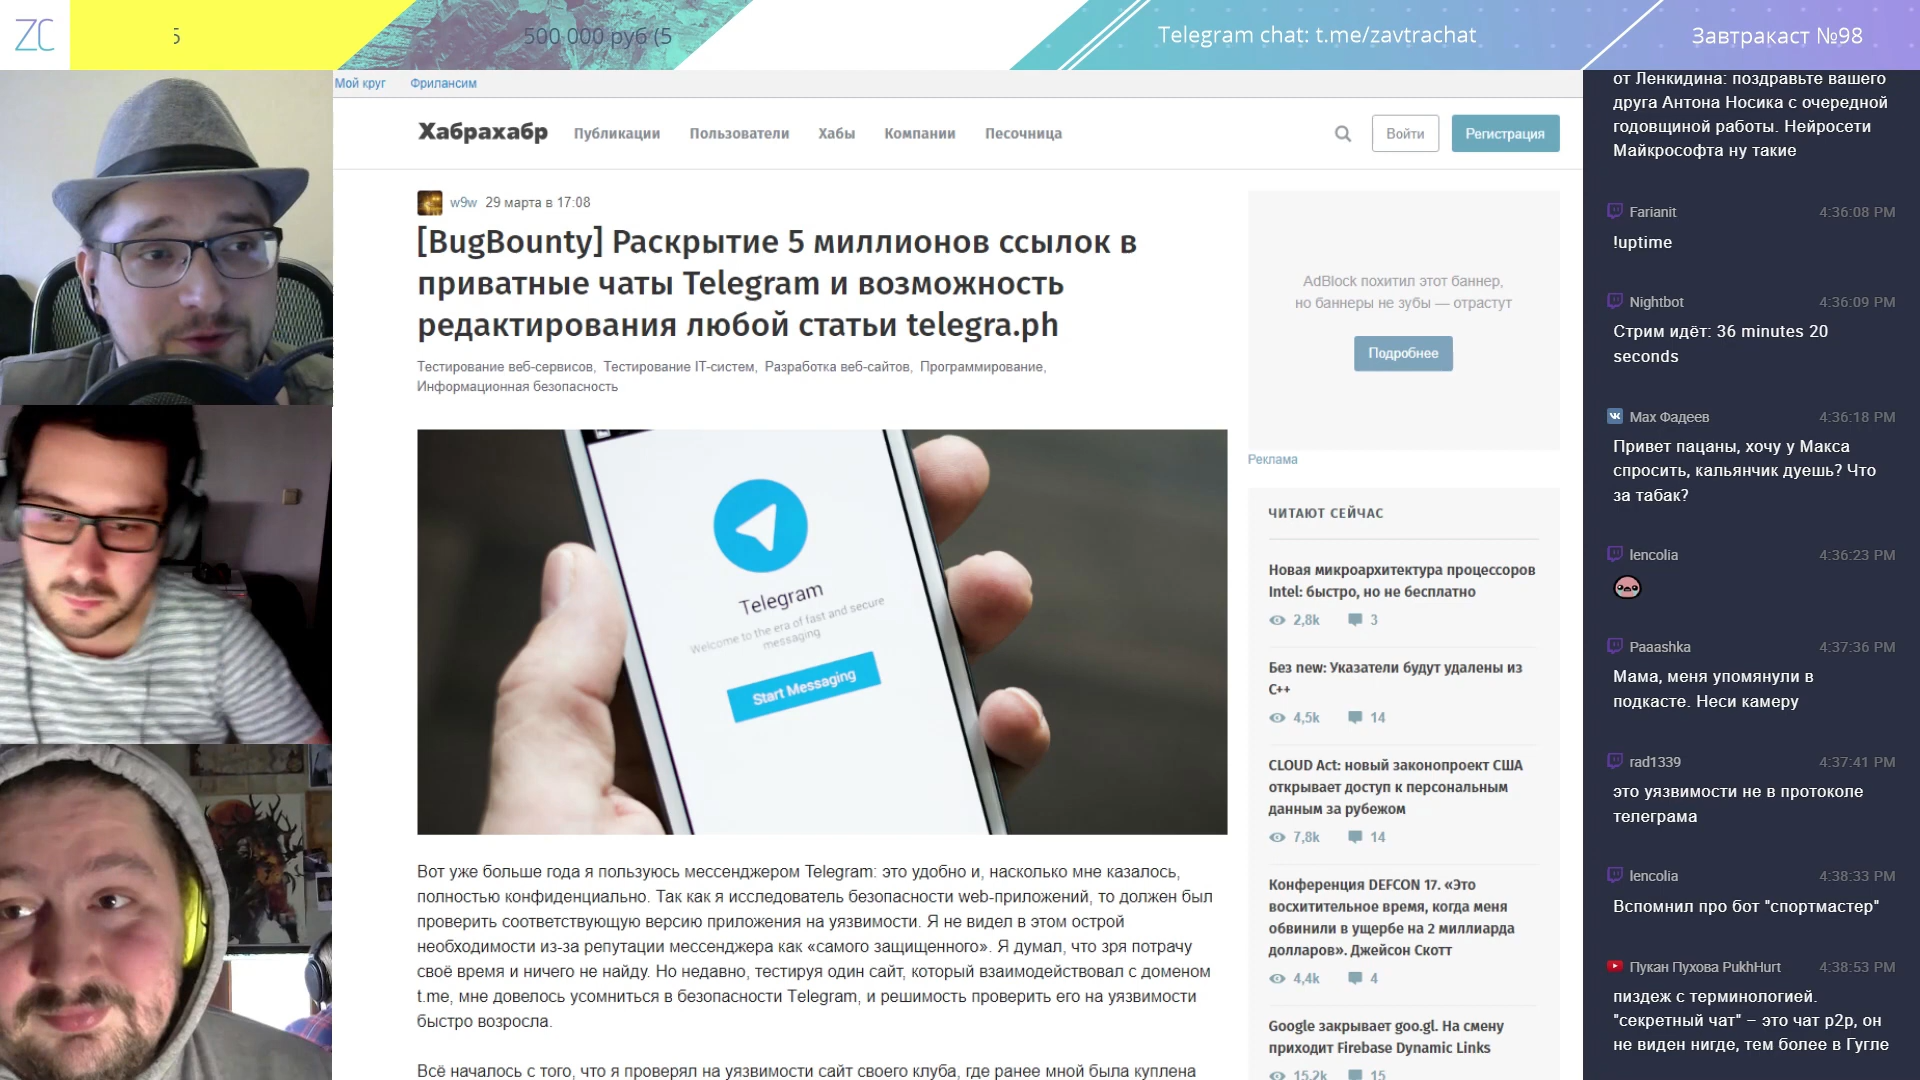 ZC
5
500 000 руб (5
Telegram chat: t.me/zavtrachat
Завтракаст №98
Мой круг
Фрилансим
Хабрахабр
Публикации
Пользователи
Хабы
Компании
Песочница
Войти
Регистрация
w9w 29 марта в 17:08
[BugBounty] Раскрытие 5 миллионов ссылок в
приватные чаты Telegram и возможность
редактирования любой статьи telegra.ph
Тестирование веб-сервисов, Тестирование IT-систем, Разработка веб-сайтов, Программирование,
Информационная безопасность
Telegram
Welcome to the era of fast and secure
messaging
Start Messaging
Вот уже больше года я пользуюсь мессенджером Telegram: это удобно и, насколько мне казалось,
полностью конфиденциально. Так как я исследователь безопасности web-приложений, то должен был
проверить соответствующую версию приложения на уязвимости. Я не видел в этом острой
необходимости из-за репутации мессенджера как «самого защищенного». Я думал, что зря потрачу
своё время и ничего не найду. Но недавно, тестируя один сайт, который взаимодействовал с доменом
t.me, мне довелось усомниться в безопасности Telegram, и решимость проверить его на уязвимости
быстро возросла.
Всё началось с того, что я проверял на уязвимости сайт своего клуба, где ранее мной была куплена
AdBlock похитил этот баннер,
но баннеры не зубы — отрастут
Подробнее
Реклама
ЧИТАЮТ СЕЙЧАС
Новая микроархитектура процессоров
Intel: быстро, но не бесплатно
2,8k 3
Без new: Указатели будут удалены из
C++
4,5k 14
CLOUD Act: новый законопроект США
открывает доступ к персональным
данным за рубежом
7,8k 14
Конференция DEFCON 17. «Это
восхитительное время, когда меня
обвинили в ущербе на 2 миллиарда
долларов». Джейсон Скотт
4,4k 4
Google закрывает goo.gl. На смену
приходит Firebase Dynamic Links
15,2k 15
от Ленкидина: поздравьте вашего
друга Антона Носика с очередной
годовщиной работы. Нейросети
Майкрософта ну такие
Farianit 4:36:08 PM
!uptime
Nightbot 4:36:09 PM
Стрим идёт: 36 minutes 20
seconds
Мах Фадеев 4:36:18 PM
Привет пацаны, хочу у Макса
спросить, кальянчик дуешь? Что
за табак?
lencolia 4:36:23 PM
Paaashka 4:37:36 PM
Мама, меня упомянули в
подкасте. Неси камеру
rad1339 4:37:41 PM
это уязвимости не в протоколе
телеграма
lencolia 4:38:33 PM
Вспомнил про бот "спортмастер"
Пукан Пухова PukhHurt 4:38:53 PM
пиздеж с терминологией.
"секретный чат" – это чат p2p, он
не виден нигде, тем более в Гугле